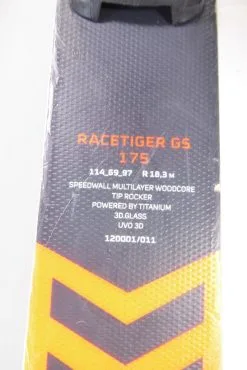 RACETIGER GS
175
114_69_97 R 18,3 M
SPEEDWALL MULTILAYER WOODCORE
TIP ROCKER
POWERED BY TITANIUM
3D.GLASS
UVO 3D
120001/011